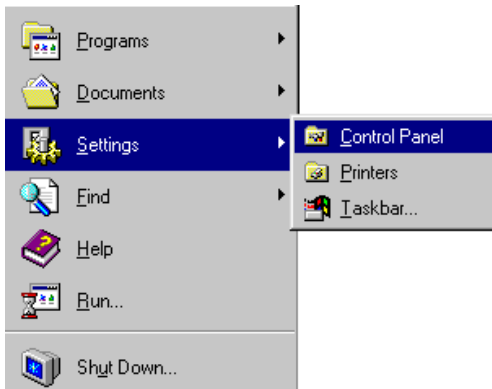 Programs
Documents
Settings
Control Panel
Printers
Taskbar...
Find
Help
Run...
Shut Down...